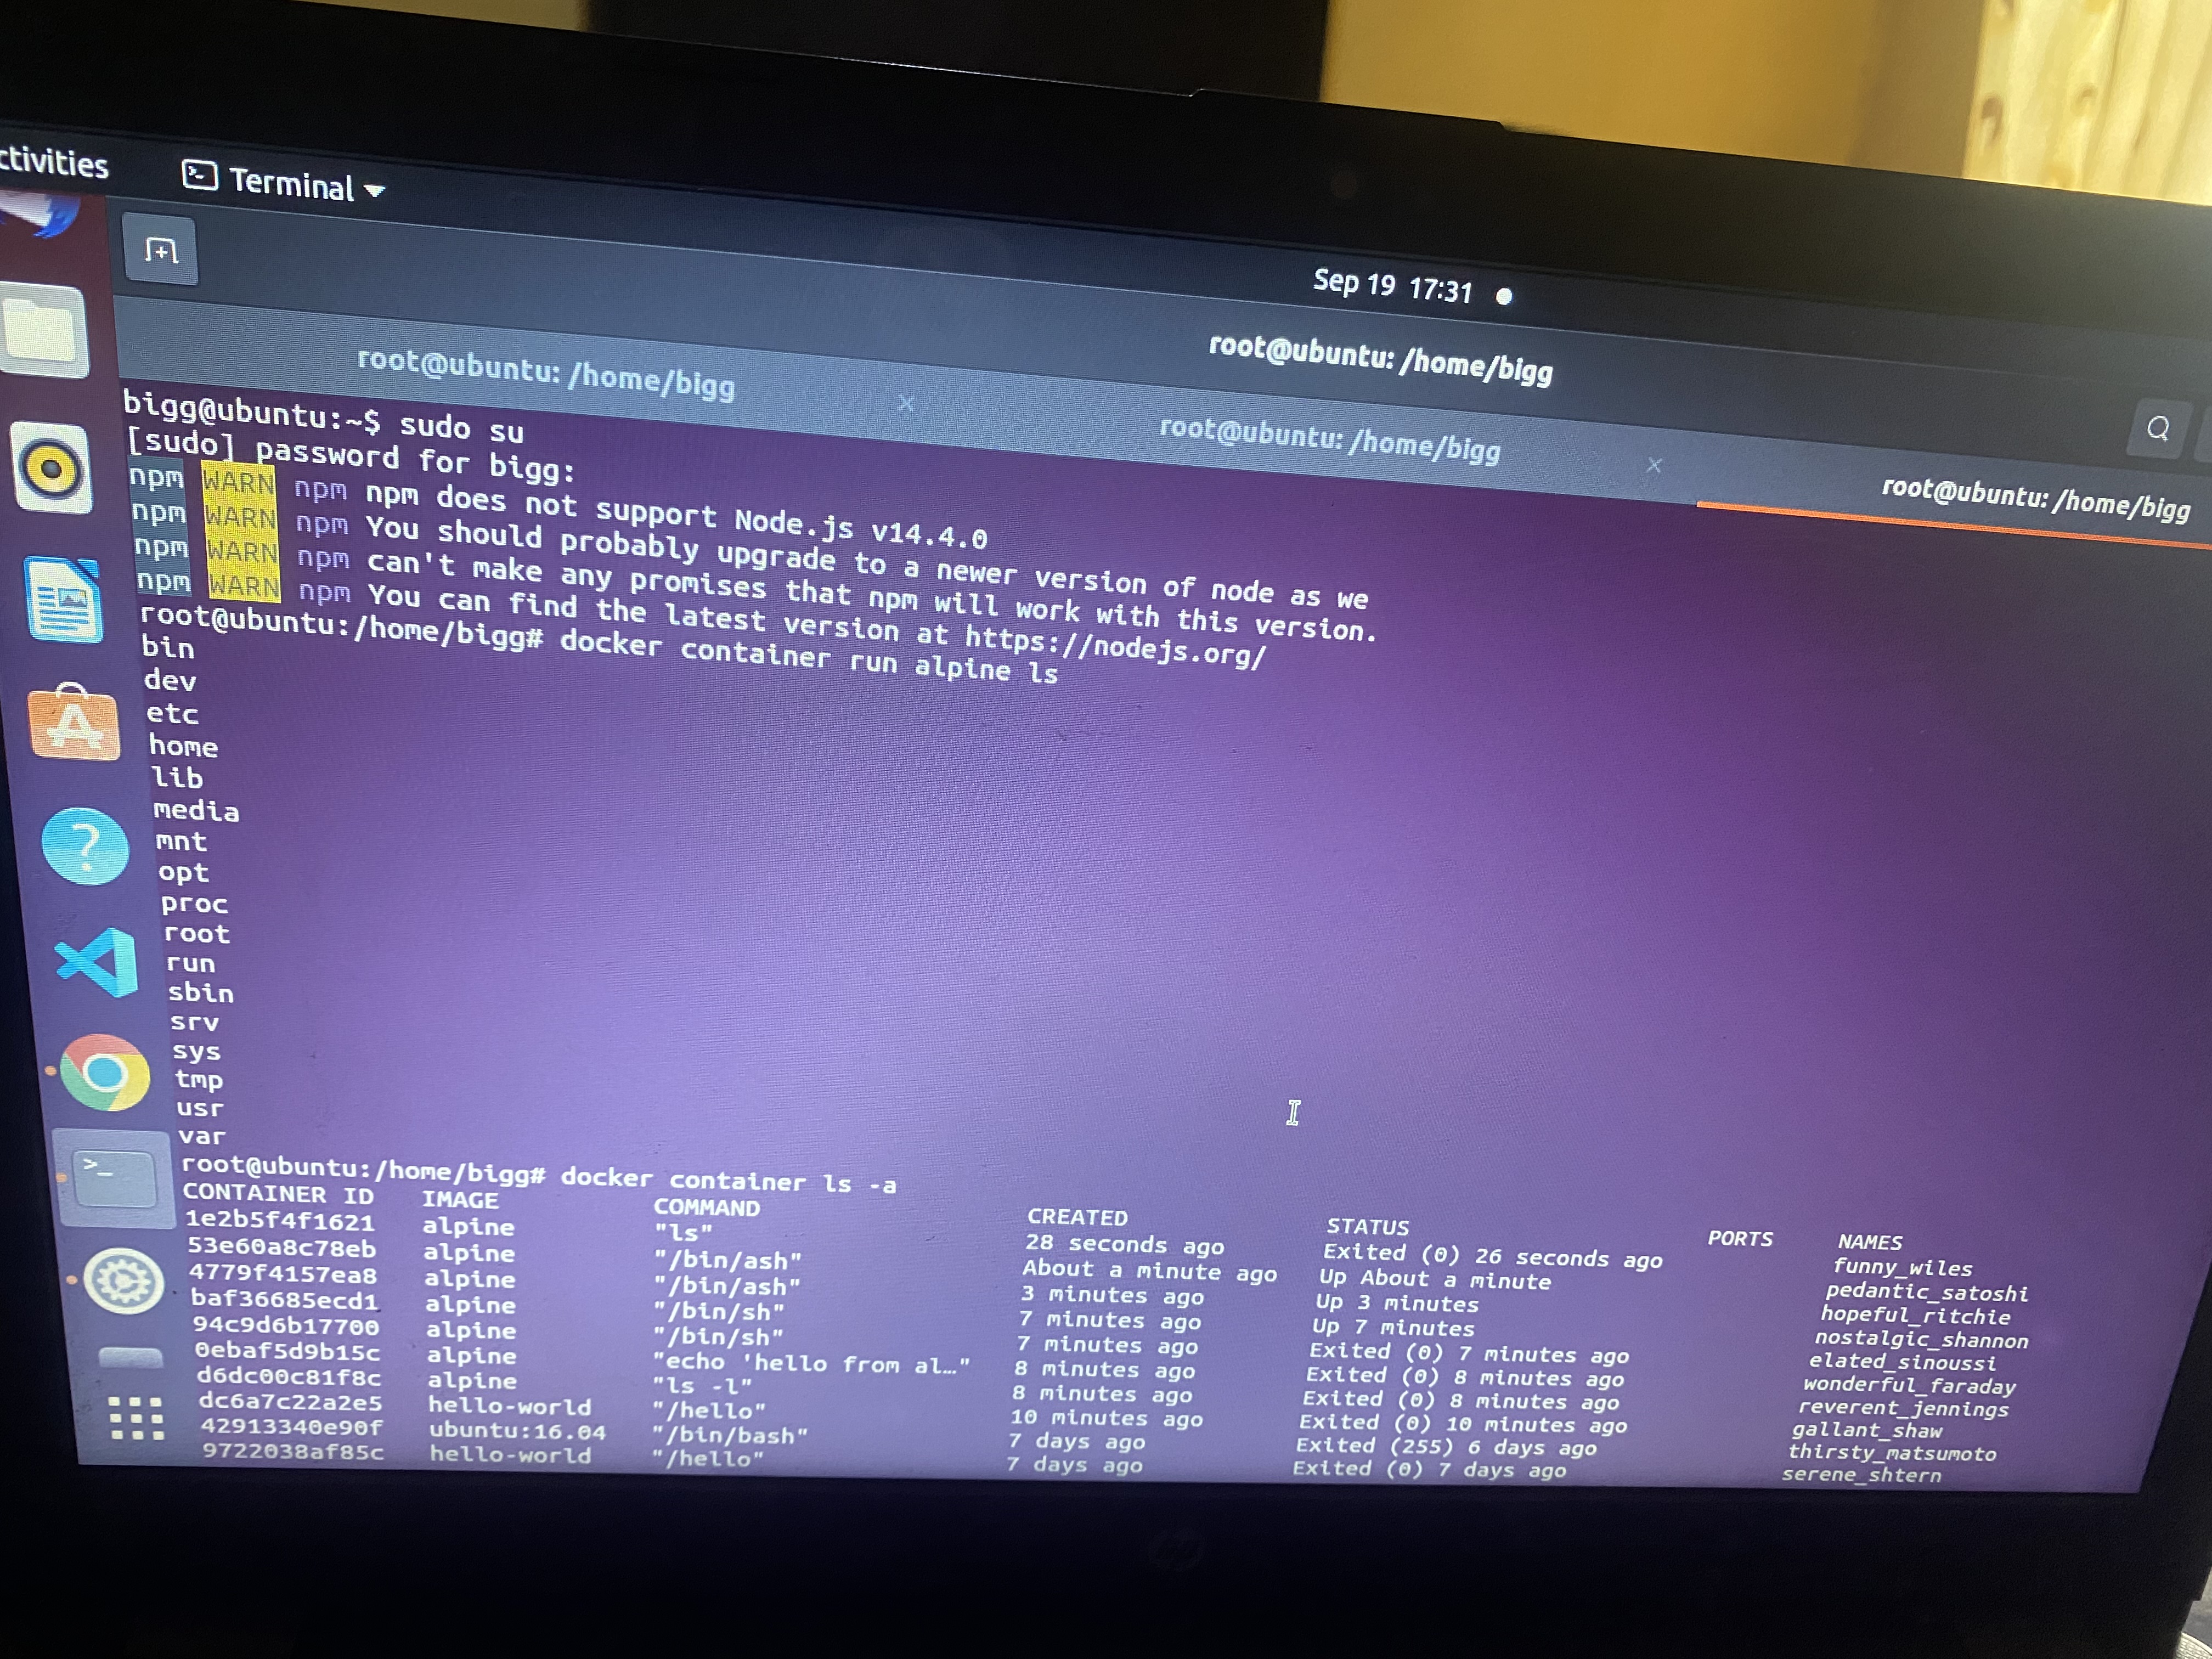 ctivities
Terminal
Sep 19 17:31
root@ubuntu: /home/bigg
root@ubuntu: /home/bigg
root@ubuntu: /home/bigg
root@ubuntu: /home/bigg
bigg@ubuntu:~$ sudo su
[sudo] password for bigg:
npm WARN npm npm does not support Node.js v14.4.0
npm WARN npm You should probably upgrade to a newer version of node as we
npm WARN npm can't make any promises that npm will work with this version.
npm WARN npm You can find the latest version at https://nodejs.org/
root@ubuntu:/home/bigg# docker container run alpine ls
bin
dev
etc
home
lib
media
mnt
opt
proc
root
run
sbin
srv
sys
tmp
usr
var
root@ubuntu:/home/bigg# docker container ls -a
CONTAINER ID IMAGE COMMAND CREATED STATUS PORTS NAMES
1e2b5f4f1621 alpine "ls" 28 seconds ago Exited (0) 26 seconds ago funny_wiles
53e60a8c78eb alpine "/bin/ash" About a minute ago Up About a minute pedantic_satoshi
4779f4157ea8 alpine "/bin/ash" 3 minutes ago Up 3 minutes hopeful_ritchie
baf36685ecd1 alpine "/bin/sh" 7 minutes ago Up 7 minutes nostalgic_shannon
94c9d6b17700 alpine "/bin/sh" 7 minutes ago Exited (0) 7 minutes ago elated_sinoussi
0ebaf5d9b15c alpine "echo 'hello from al…" 8 minutes ago Exited (0) 8 minutes ago wonderful_faraday
d6dc00c81f8c alpine "ls -l" 8 minutes ago Exited (0) 8 minutes ago reverent_jennings
dc6a7c22a2e5 hello-world "/hello" 10 minutes ago Exited (0) 10 minutes ago gallant_shaw
42913340e90f ubuntu:16.04 "/bin/bash" 7 days ago Exited (255) 6 days ago thirsty_matsumoto
9722038af85c hello-world "/hello" 7 days ago Exited (0) 7 days ago serene_shtern
hp